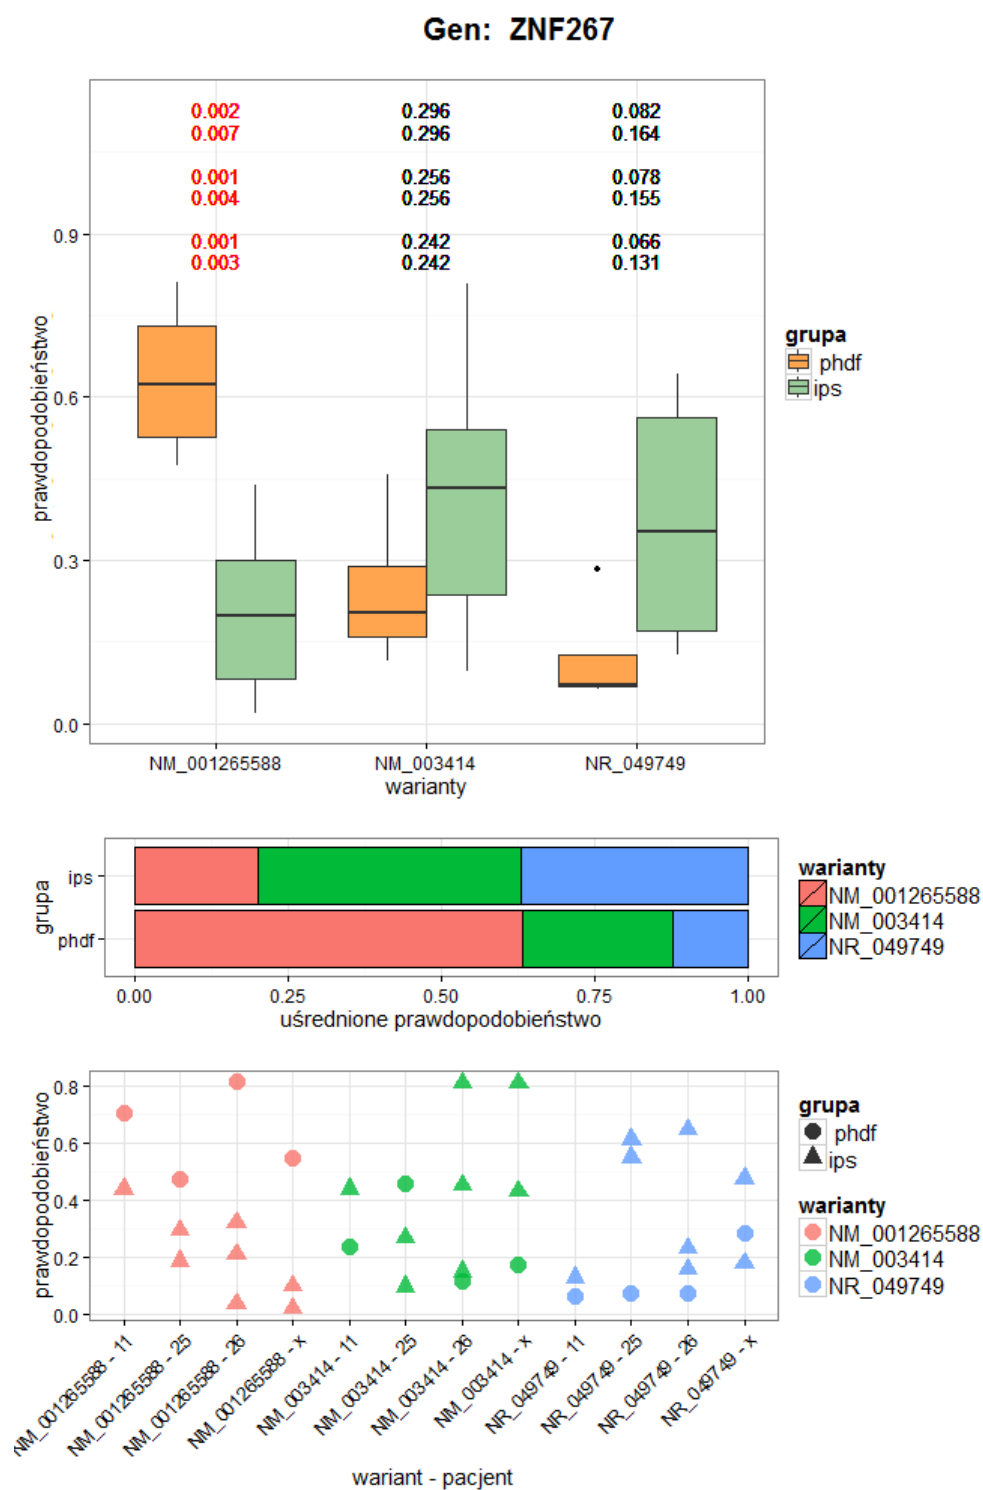 Gen:  ZNF267
0.002 0.296 0.082
0.007 0.296 0.164
0.001 0.256 0.078
0.004 0.256 0.155
0.001 0.242 0.066
0.003 0.242 0.131
0.9
0.6
0.3
0.0
prawdopodobieństwo
NM_001265588 NM_003414 NR_049749
warianty
grupa
phdf
ips
grupa
ips
phdf
0.00 0.25 0.50 0.75 1.00
uśrednione prawdopodobieństwo
warianty
NM_001265588
NM_003414
NR_049749
prawdopodobieństwo
0.8
0.6
0.4
0.2
0.0
NM_001265588 - 11
NM_001265588 - 25
NM_001265588 - 26
NM_001265588 - x
NM_003414 - 11
NM_003414 - 25
NM_003414 - 26
NM_003414 - x
NR_049749 - 11
NR_049749 - 25
NR_049749 - 26
NR_049749 - x
wariant - pacjent
grupa
phdf
ips
warianty
NM_001265588
NM_003414
NR_049749